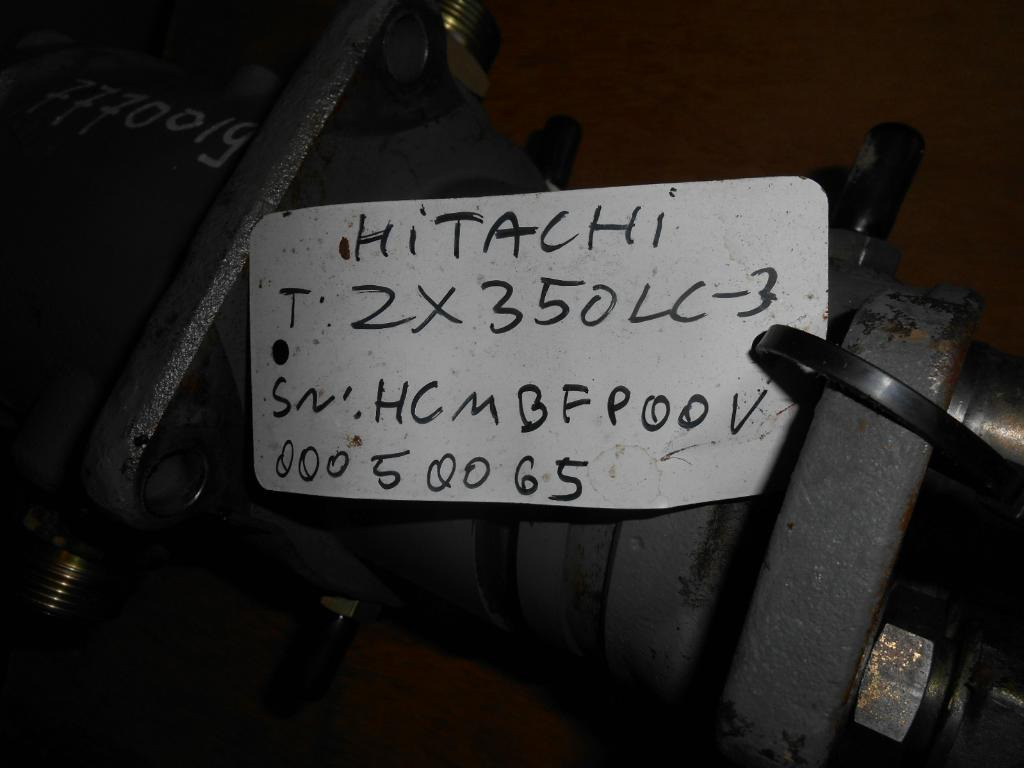 7770019
HiTACHi
T: ZX350LC-3
SN:. HCMBFP00V
00050065